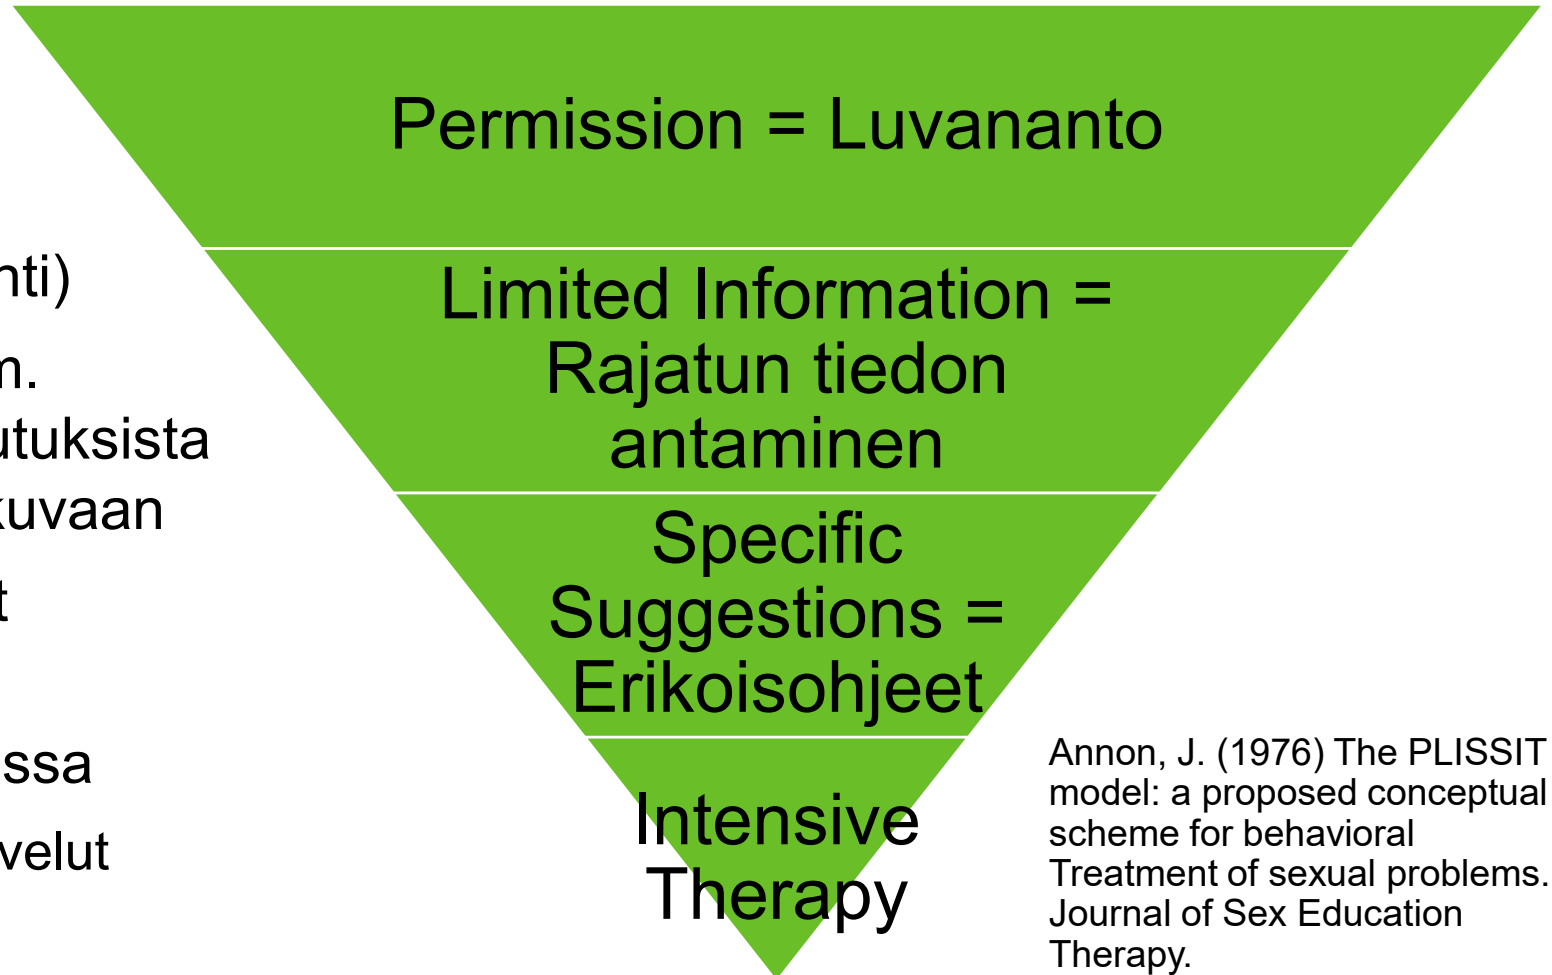 Permission = Luvananto
Limited Information =
Rajatun tiedon
antaminen
Specific
Suggestions =
Erikoisohjeet
Intensive
Therapy
nti)
m.
utuksista
kuvaan
t
ssa
velut
Annon, J. (1976) The PLISSIT
model: a proposed conceptual
scheme for behavioral
Treatment of sexual problems.
Journal of Sex Education
Therapy.